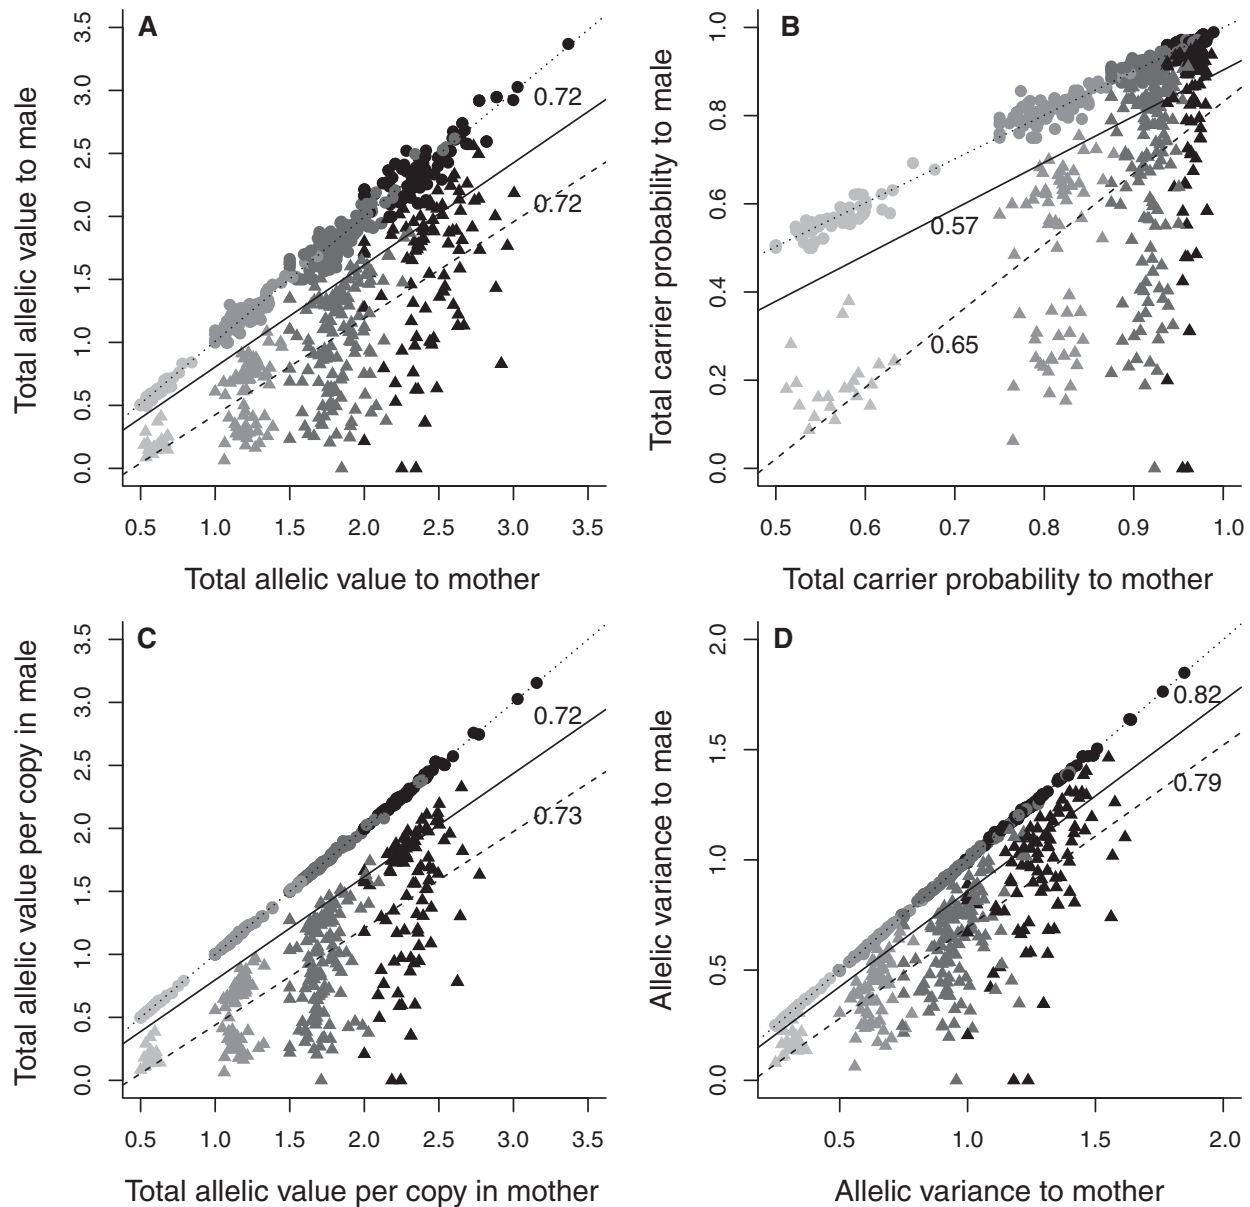 A
Total allelic value to male
3.5
3.0
2.5
2.0
1.5
1.0
0.5
0.0
0.72
0.72
0.5 1.0 1.5 2.0 2.5 3.0 3.5
Total allelic value to mother
B
Total carrier probability to male
1.0
0.8
0.6
0.4
0.2
0.0
0.57
0.65
0.5 0.6 0.7 0.8 0.9 1.0
Total carrier probability to mother
C
Total allelic value per copy in male
3.5
3.0
2.5
2.0
1.5
1.0
0.5
0.0
0.72
0.73
0.5 1.0 1.5 2.0 2.5 3.0 3.5
Total allelic value per copy in mother
D
Allelic variance to male
2.0
1.5
1.0
0.5
0.0
0.82
0.79
0.5 1.0 1.5 2.0
Allelic variance to mother